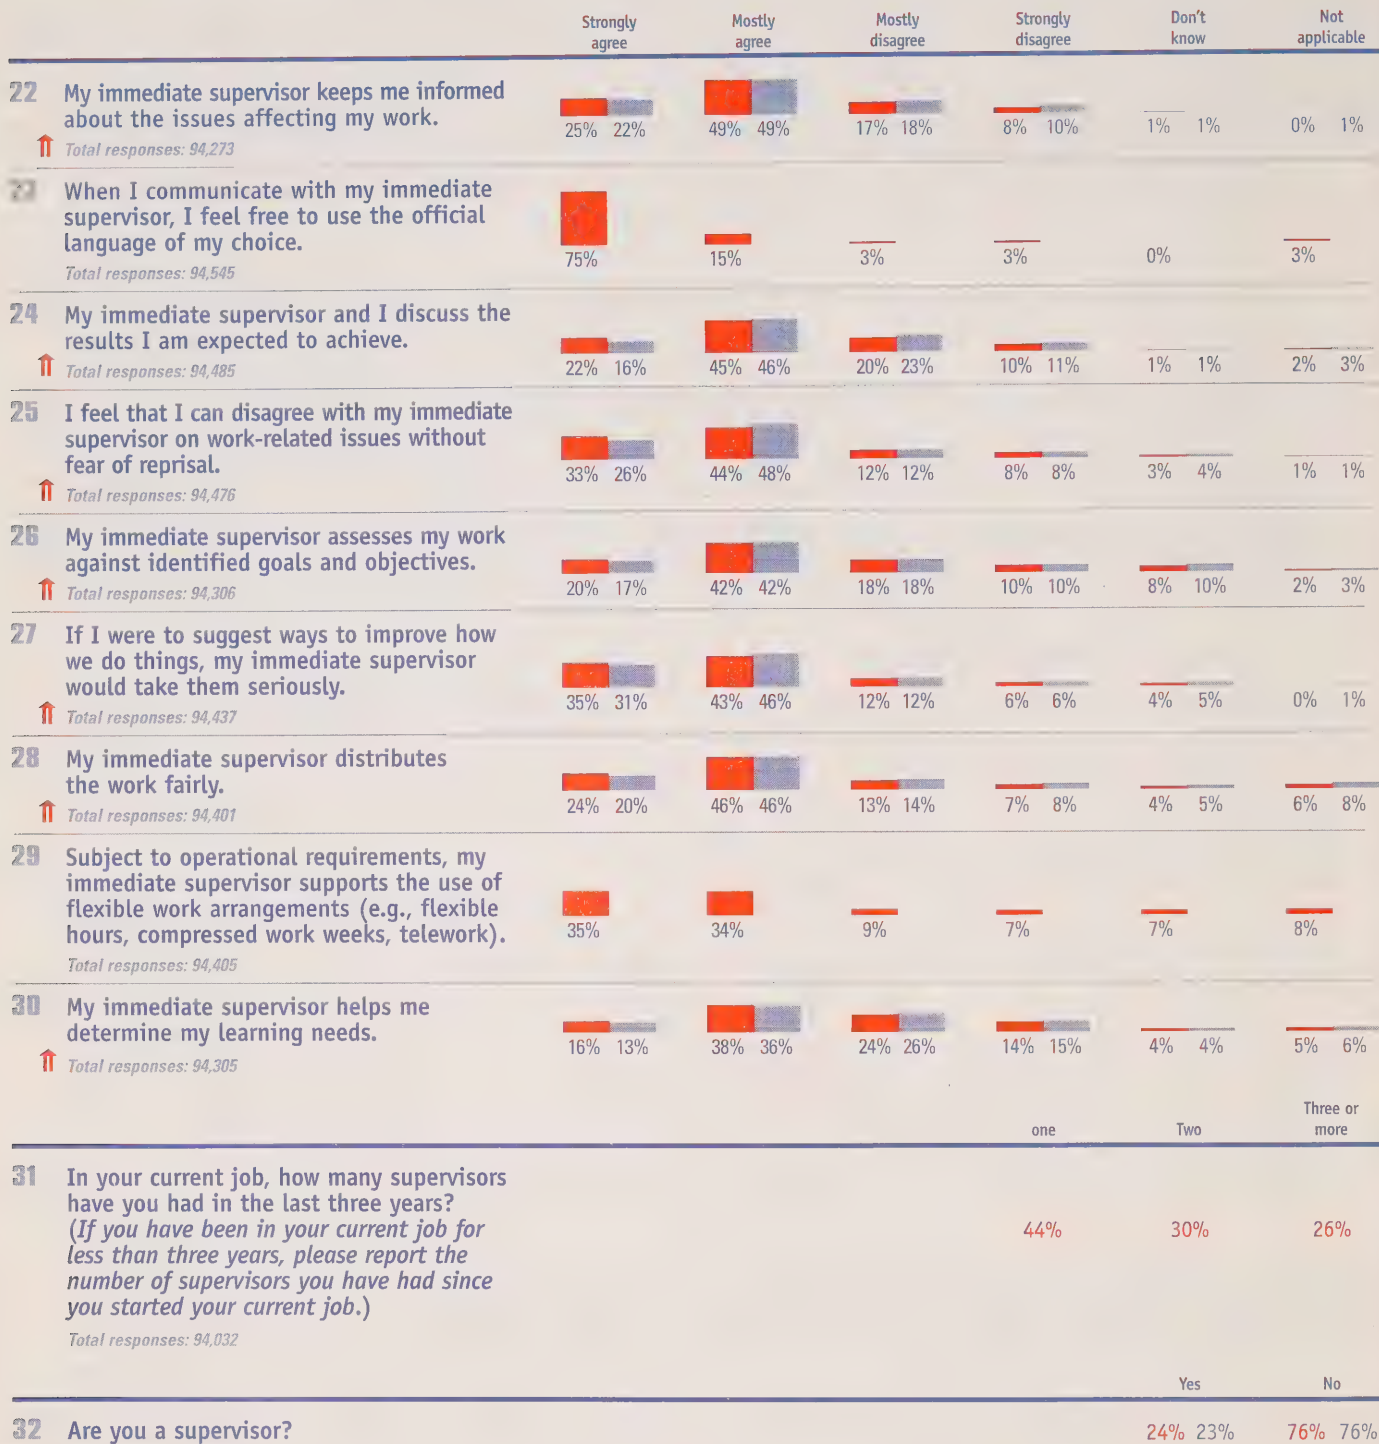 Strongly agree Mostly agree Mostly disagree Strongly disagree Don't know Not applicable
22 My immediate supervisor keeps me informed
about the issues affecting my work.
25% 22% 49% 49% 17% 18% 8% 10% 1% 1% 0% 1%
Total responses: 94,273
23 When I communicate with my immediate
supervisor, I feel free to use the official
language of my choice.
75% 15% 3% 3% 0% 3%
Total responses: 94,545
24 My immediate supervisor and I discuss the
results I am expected to achieve.
22% 16% 45% 46% 20% 23% 10% 11% 1% 1% 2% 3%
Total responses: 94,485
25 I feel that I can disagree with my immediate
supervisor on work-related issues without
fear of reprisal.
33% 26% 44% 48% 12% 12% 8% 8% 3% 4% 1% 1%
Total responses: 94,476
26 My immediate supervisor assesses my work
against identified goals and objectives.
20% 17% 42% 42% 18% 18% 10% 10% 8% 10% 2% 3%
Total responses: 94,306
27 If I were to suggest ways to improve how
we do things, my immediate supervisor
would take them seriously.
35% 31% 43% 46% 12% 12% 6% 6% 4% 5% 0% 1%
Total responses: 94,437
28 My immediate supervisor distributes
the work fairly.
24% 20% 46% 46% 13% 14% 7% 8% 4% 5% 6% 8%
Total responses: 94,401
29 Subject to operational requirements, my
immediate supervisor supports the use of
flexible work arrangements (e.g., flexible
hours, compressed work weeks, telework).
35% 34% 9% 7% 7% 8%
Total responses: 94,405
30 My immediate supervisor helps me
determine my learning needs.
16% 13% 38% 36% 24% 26% 14% 15% 4% 4% 5% 6%
Total responses: 94,305
one Two Three or more
31 In your current job, how many supervisors
have you had in the last three years?
(If you have been in your current job for
less than three years, please report the
number of supervisors you have had since
you started your current job.)
44% 30% 26%
Total responses: 94,032
Yes No
32 Are you a supervisor? 24% 23% 76% 76%